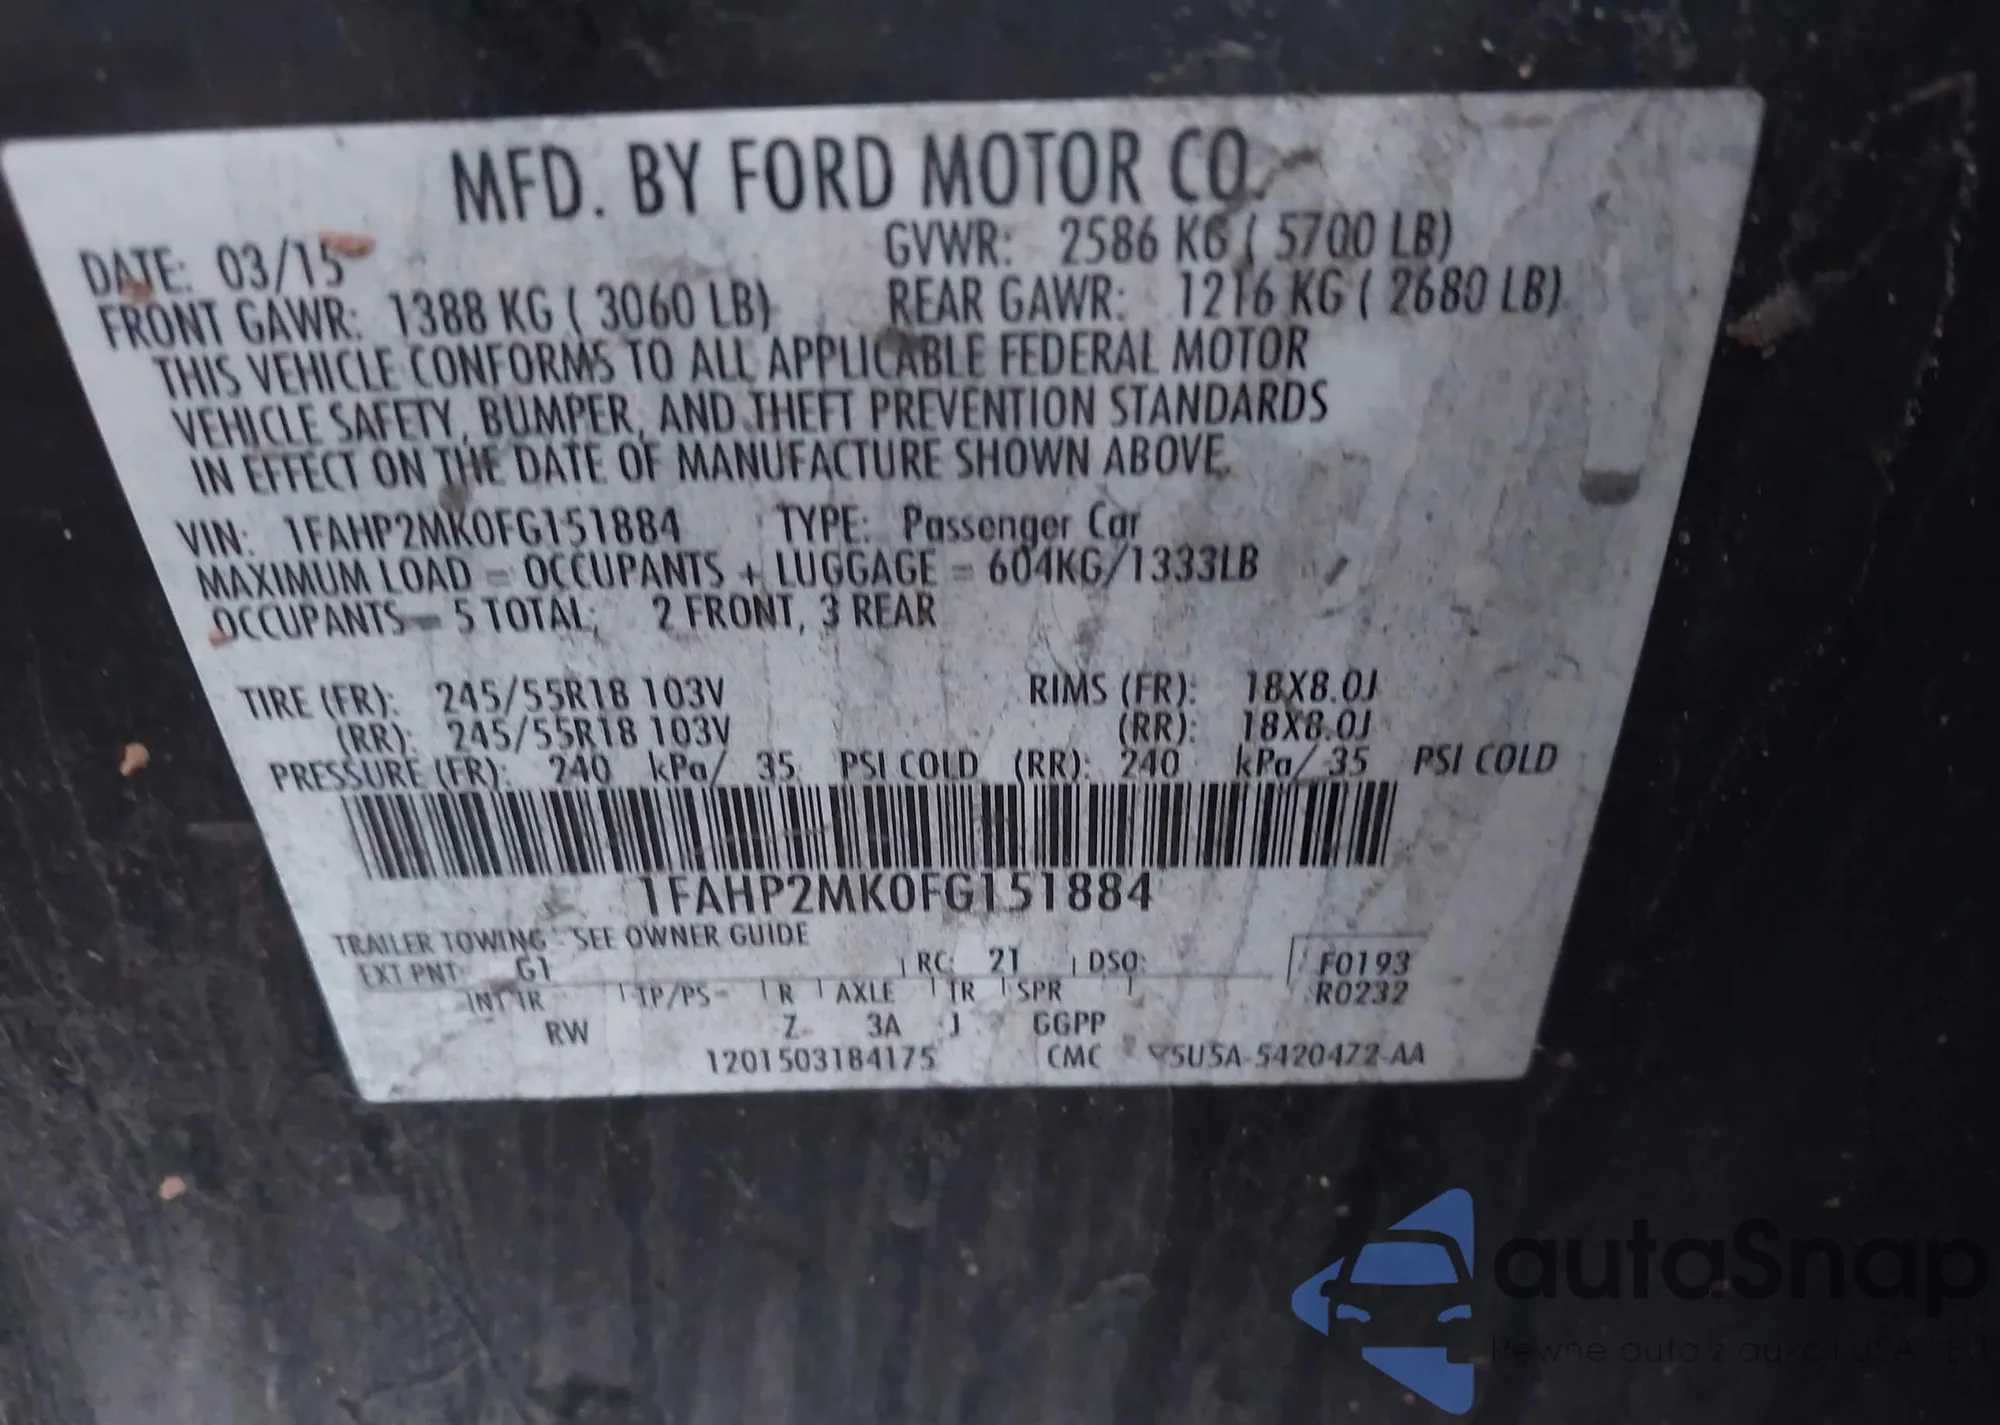 MFD. BY FORD MOTOR CO.
DATE: 03/15 GVWR: 2586 KG ( 5700 LB)
FRONT GAWR: 1388 KG ( 3060 LB) REAR GAWR: 1216 KG ( 2680 LB)
THIS VEHICLE CONFORMS TO ALL APPLICABLE FEDERAL MOTOR
VEHICLE SAFETY, BUMPER, AND THEFT PREVENTION STANDARDS
IN EFFECT ON THE DATE OF MANUFACTURE SHOWN ABOVE.
VIN: 1FAHP2MK0FG151884 TYPE: Passenger Car
MAXIMUM LOAD = OCCUPANTS + LUGGAGE = 604KG/1333LB
OCCUPANTS = 5 TOTAL; 2 FRONT, 3 REAR
TIRE (FR): 245/55R18 103V RIMS (FR): 18X8.0J
(RR): 245/55R18 103V (RR): 18X8.0J
PRESSURE (FR): 240 kPa/ 35 PSI COLD (RR): 240 kPa/ 35 PSI COLD
1FAHP2MK0FG151884
TRAILER TOWING - SEE OWNER GUIDE
EXT PNT: G1 RC: 21 DSO: F0193
INT TR TP/PS R AXLE TR SPR R0232
RW Z 3A J GGPP
1201503184175 CMC 5U5A-5420472-AA
autaSnap
Pewne auta z aukcji USA EU